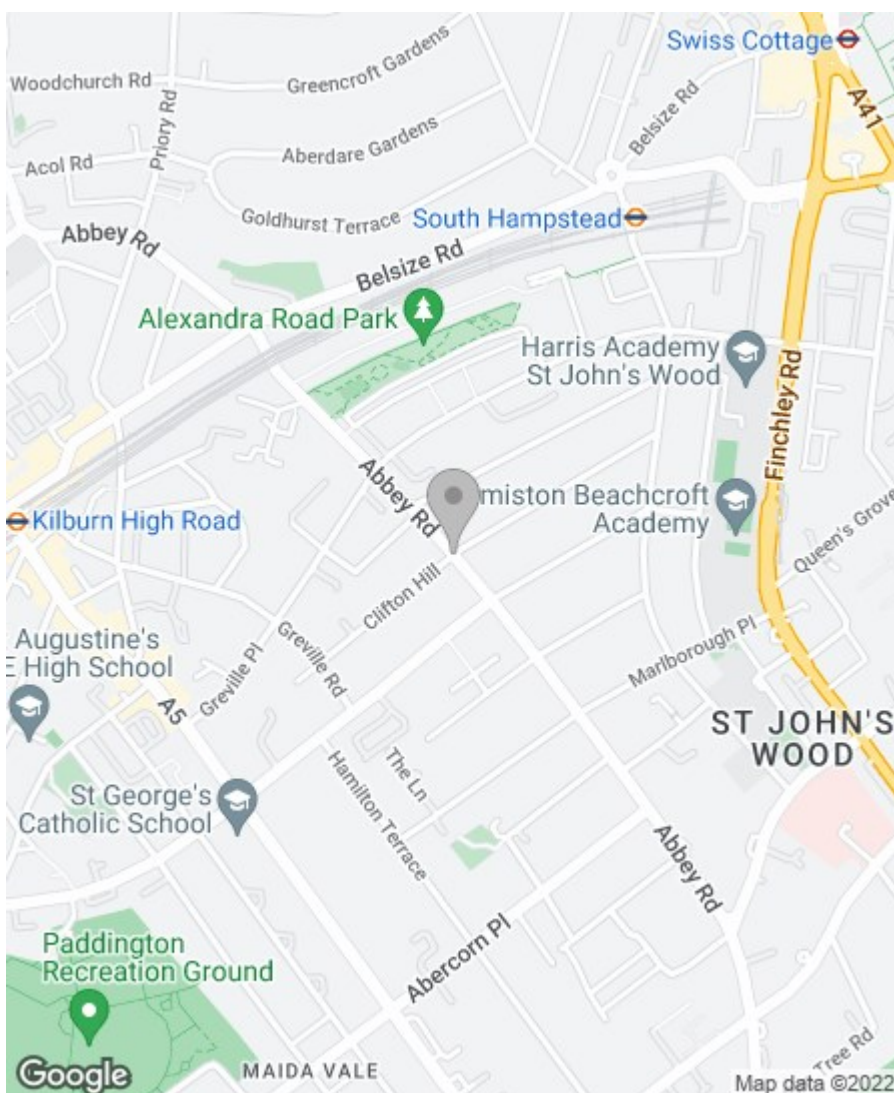 Swiss Cottage
Greencroft Gardens
Woodchurch Rd
A41
Belsize Rd
Priory Rd
Aberdare Gardens
Acol Rd
Goldhurst Terrace
South Hampstead
Abbey Rd
Belsize Rd
Alexandra Road Park
Harris Academy
St John's Wood
Finchley Rd
Abbey Rd
miston Beachcroft
Academy
Kilburn High Road
Queen's Grove
Clifton Hill
Augustine's
E High School
Greville Pl
Greville Rd
Marlborough Pl
A5
ST JOHN'S
WOOD
The Ln
Hamilton Terrace
St George's
Catholic School
Abbey Rd
Paddington
Recreation Ground
Abercorn Pl
Tree Rd
MAIDA VALE
Google
Map data ©2022